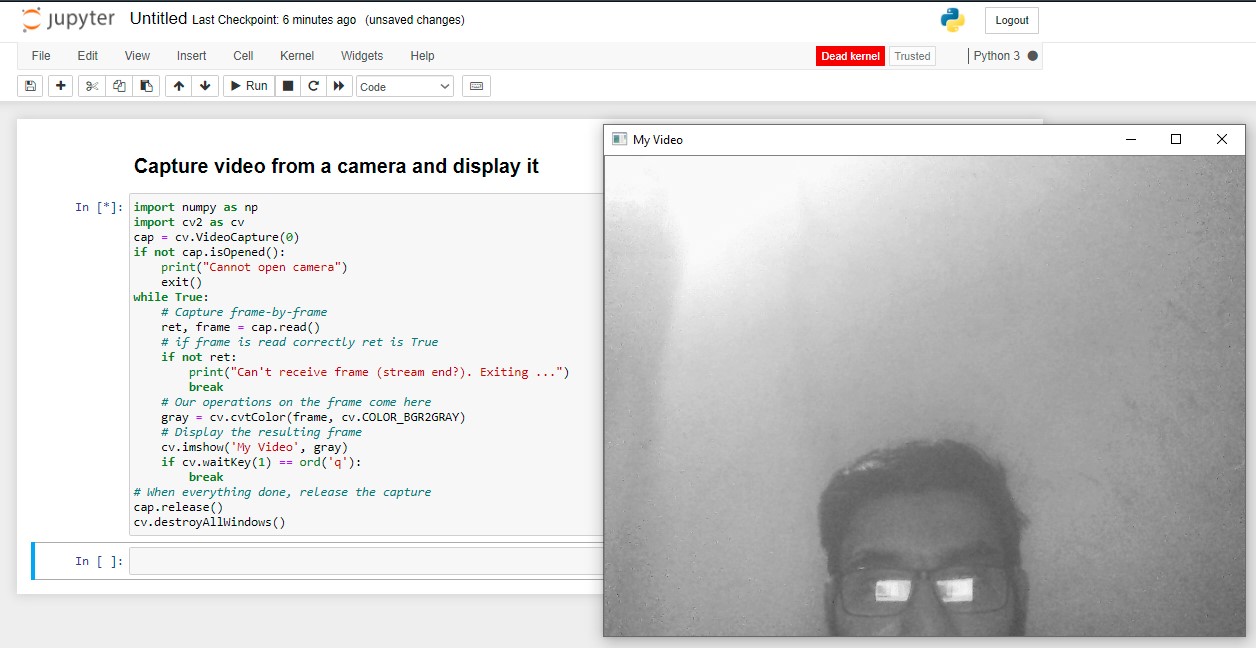 jupyter Untitled Last Checkpoint: 6 minutes ago (unsaved changes) Logout
File Edit View Insert Cell Kernel Widgets Help Dead kernel Trusted Python 3
Run Code
My Video
Capture video from a camera and display it
In [*]: import numpy as np
import cv2 as cv
cap = cv.VideoCapture(0)
if not cap.isOpened():
    print("Cannot open camera")
    exit()
while True:
    # Capture frame-by-frame
    ret, frame = cap.read()
    # if frame is read correctly ret is True
    if not ret:
        print("Can't receive frame (stream end?). Exiting ...")
        break
    # Our operations on the frame come here
    gray = cv.cvtColor(frame, cv.COLOR_BGR2GRAY)
    # Display the resulting frame
    cv.imshow('My Video', gray)
    if cv.waitKey(1) == ord('q'):
        break
# When everything done, release the capture
cap.release()
cv.destroyAllWindows()
In [ ]: